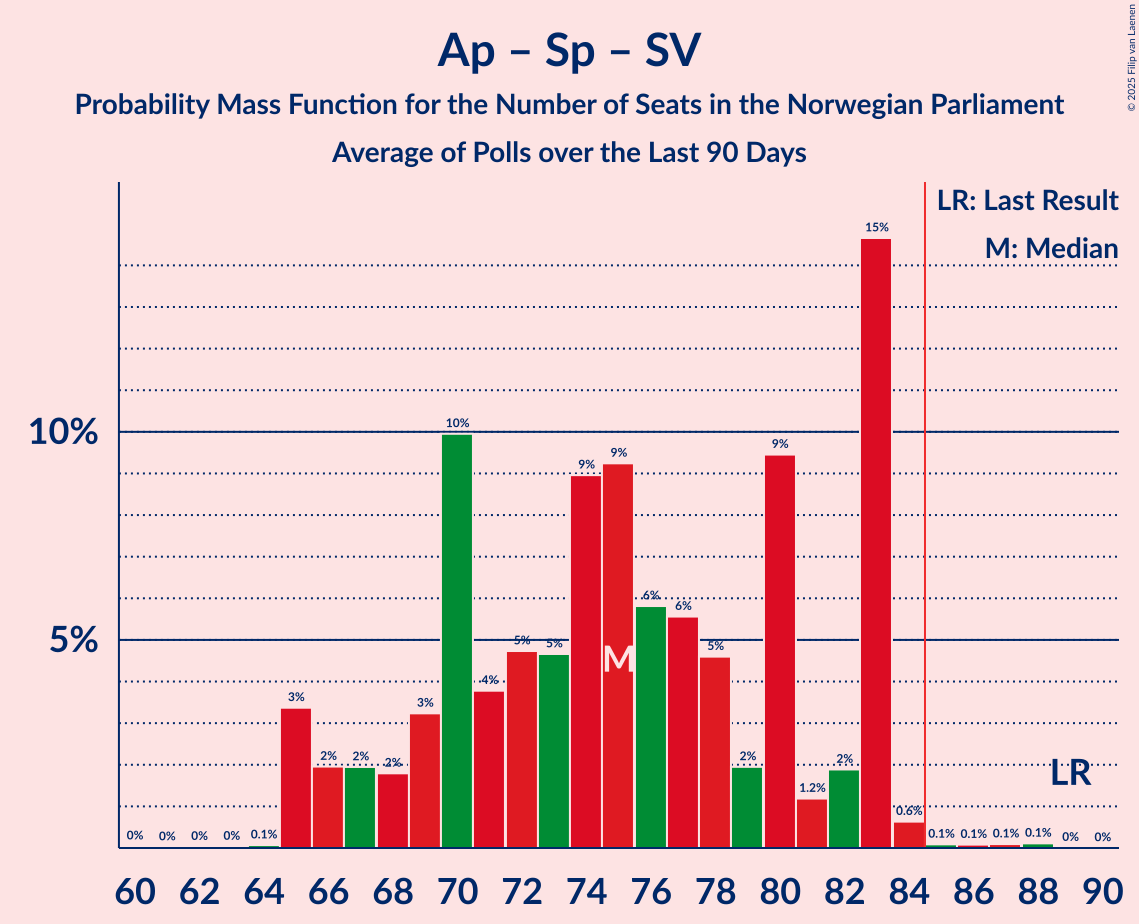 Ap – Sp – SV
Probability Mass Function for the Number of Seats in the Norwegian Parliament
Average of Polls over the Last 90 Days
© 2025 Filip van Laenen
LR: Last Result
M: Median
10%
5%
0% 0% 0% 0% 0.1% 3% 2% 2% 2% 3% 10% 4% 5% 5% 9% 9% 6% 6% 5% 2% 9% 1.2% 2% 15% 0.6% 0.1% 0.1% 0.1% 0.1% 0% 0%
M
LR
60 62 64 66 68 70 72 74 76 78 80 82 84 86 88 90